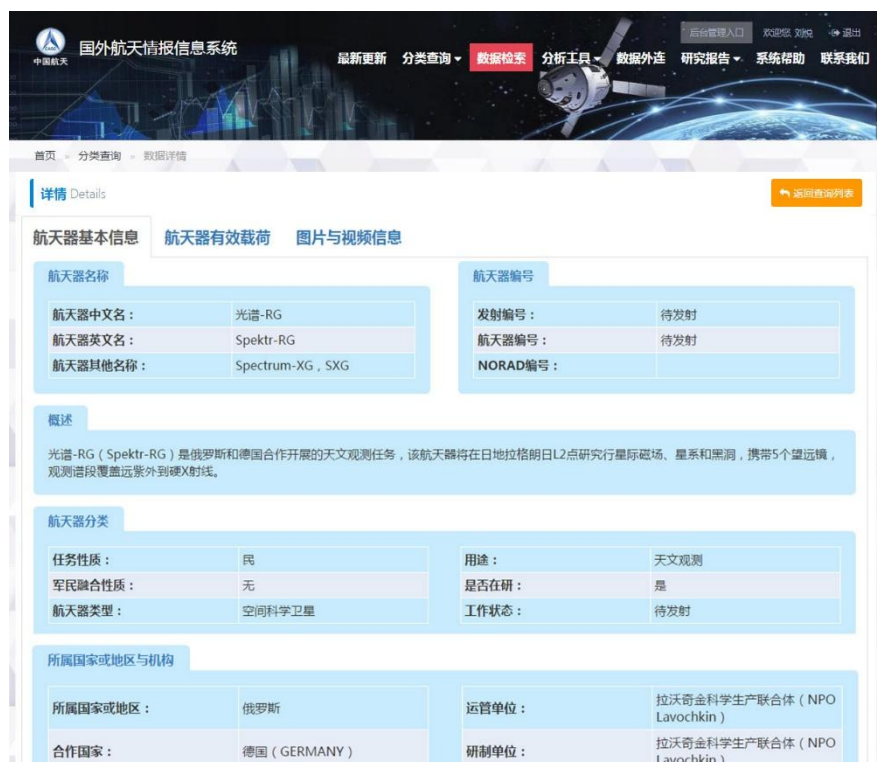 后台管理入口 欢迎您, 刘悦 退出
CASC
中国航天
国外航天情报信息系统
最新更新 分类查询 数据检索 分析工具 数据外连 研究报告 系统帮助 联系我们
首页 » 分类查询 » 数据详情
详情 Details
返回查询列表
航天器基本信息 航天器有效载荷 图片与视频信息
航天器名称
航天器中文名: 光谱-RG
航天器英文名: Spektr-RG
航天器其他名称: Spectrum-XG , SXG
航天器编号
发射编号: 待发射
航天器编号: 待发射
NORAD编号:
概述
光谱-RG ( Spektr-RG ) 是俄罗斯和德国合作开展的天文观测任务,该航天器将在日地拉格朗日L2点研究行星际磁场、星系和黑洞,携带5个望远镜,
观测谱段覆盖远紫外到硬X射线。
航天器分类
任务性质: 民
军民融合性质: 无
航天器类型: 空间科学卫星
用途: 天文观测
是否在研: 是
工作状态: 待发射
所属国家或地区与机构
所属国家或地区: 俄罗斯
合作国家: 德国 ( GERMANY )
运管单位: 拉沃奇金科学生产联合体 ( NPO
Lavochkin )
研制单位: 拉沃奇金科学生产联合体 ( NPO
Lavochkin )